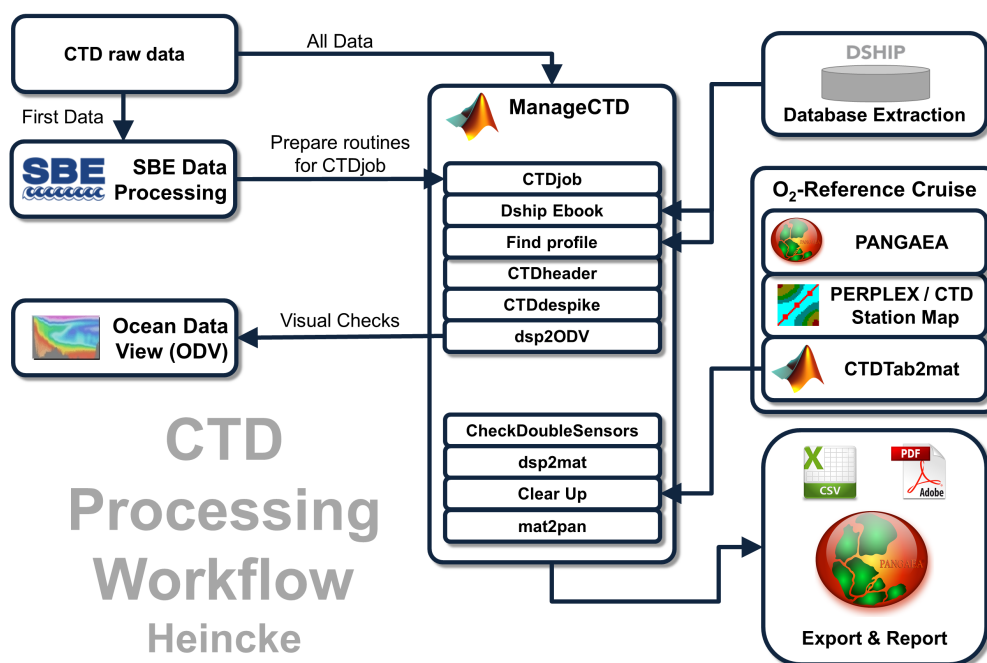 CTD raw data
All Data
First Data
SBE
SBE Data
Processing
Prepare routines
for CTDjob
ManageCTD
CTDjob
Dship Ebook
Find profile
CTDheader
CTDdespike
dsp2ODV
CheckDoubleSensors
dsp2mat
Clear Up
mat2pan
Visual Checks
Ocean Data
View (ODV)
DSHIP
Database Extraction
O₂-Reference Cruise
PANGAEA
PERPLEX / CTD
Station Map
CTDTab2mat
X
CSV
PDF
Adobe
PANGAEA
Export & Report
CTD
Processing
Workflow
Heincke